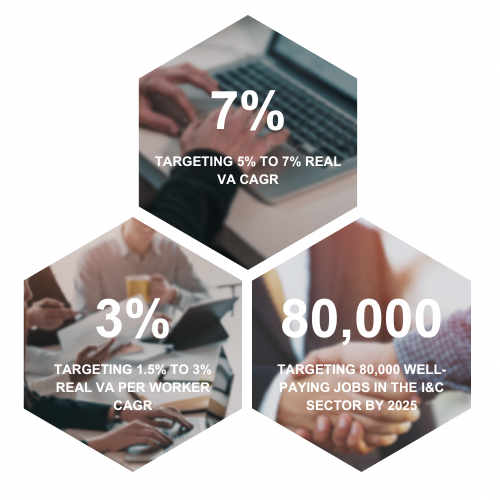 7%
TARGETING 5% TO 7% REAL
VA CAGR
3%
TARGETING 1.5% TO 3%
REAL VA PER WORKER
CAGR
80,000
TARGETING 80,000 WELL-
PAYING JOBS IN THE I&C
SECTOR BY 2025